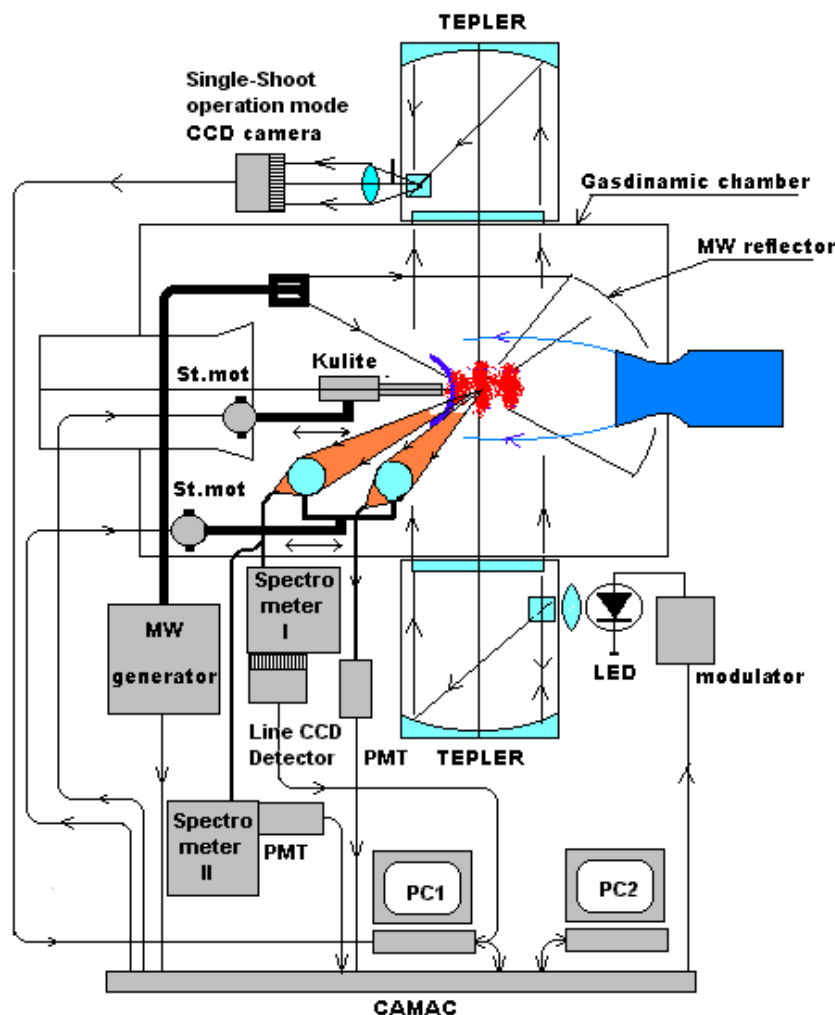 TEPLER
Single-Shoot
operation mode
CCD camera
Gasdinamic chamber
MW reflector
Kulite
St.mot
St.mot
Spectro
meter
I
MW
generator
LED
modulator
Line CCD
Detector
PMT
TEPLER
Spectro
meter
II
PMT
PC1
PC2
CAMAC